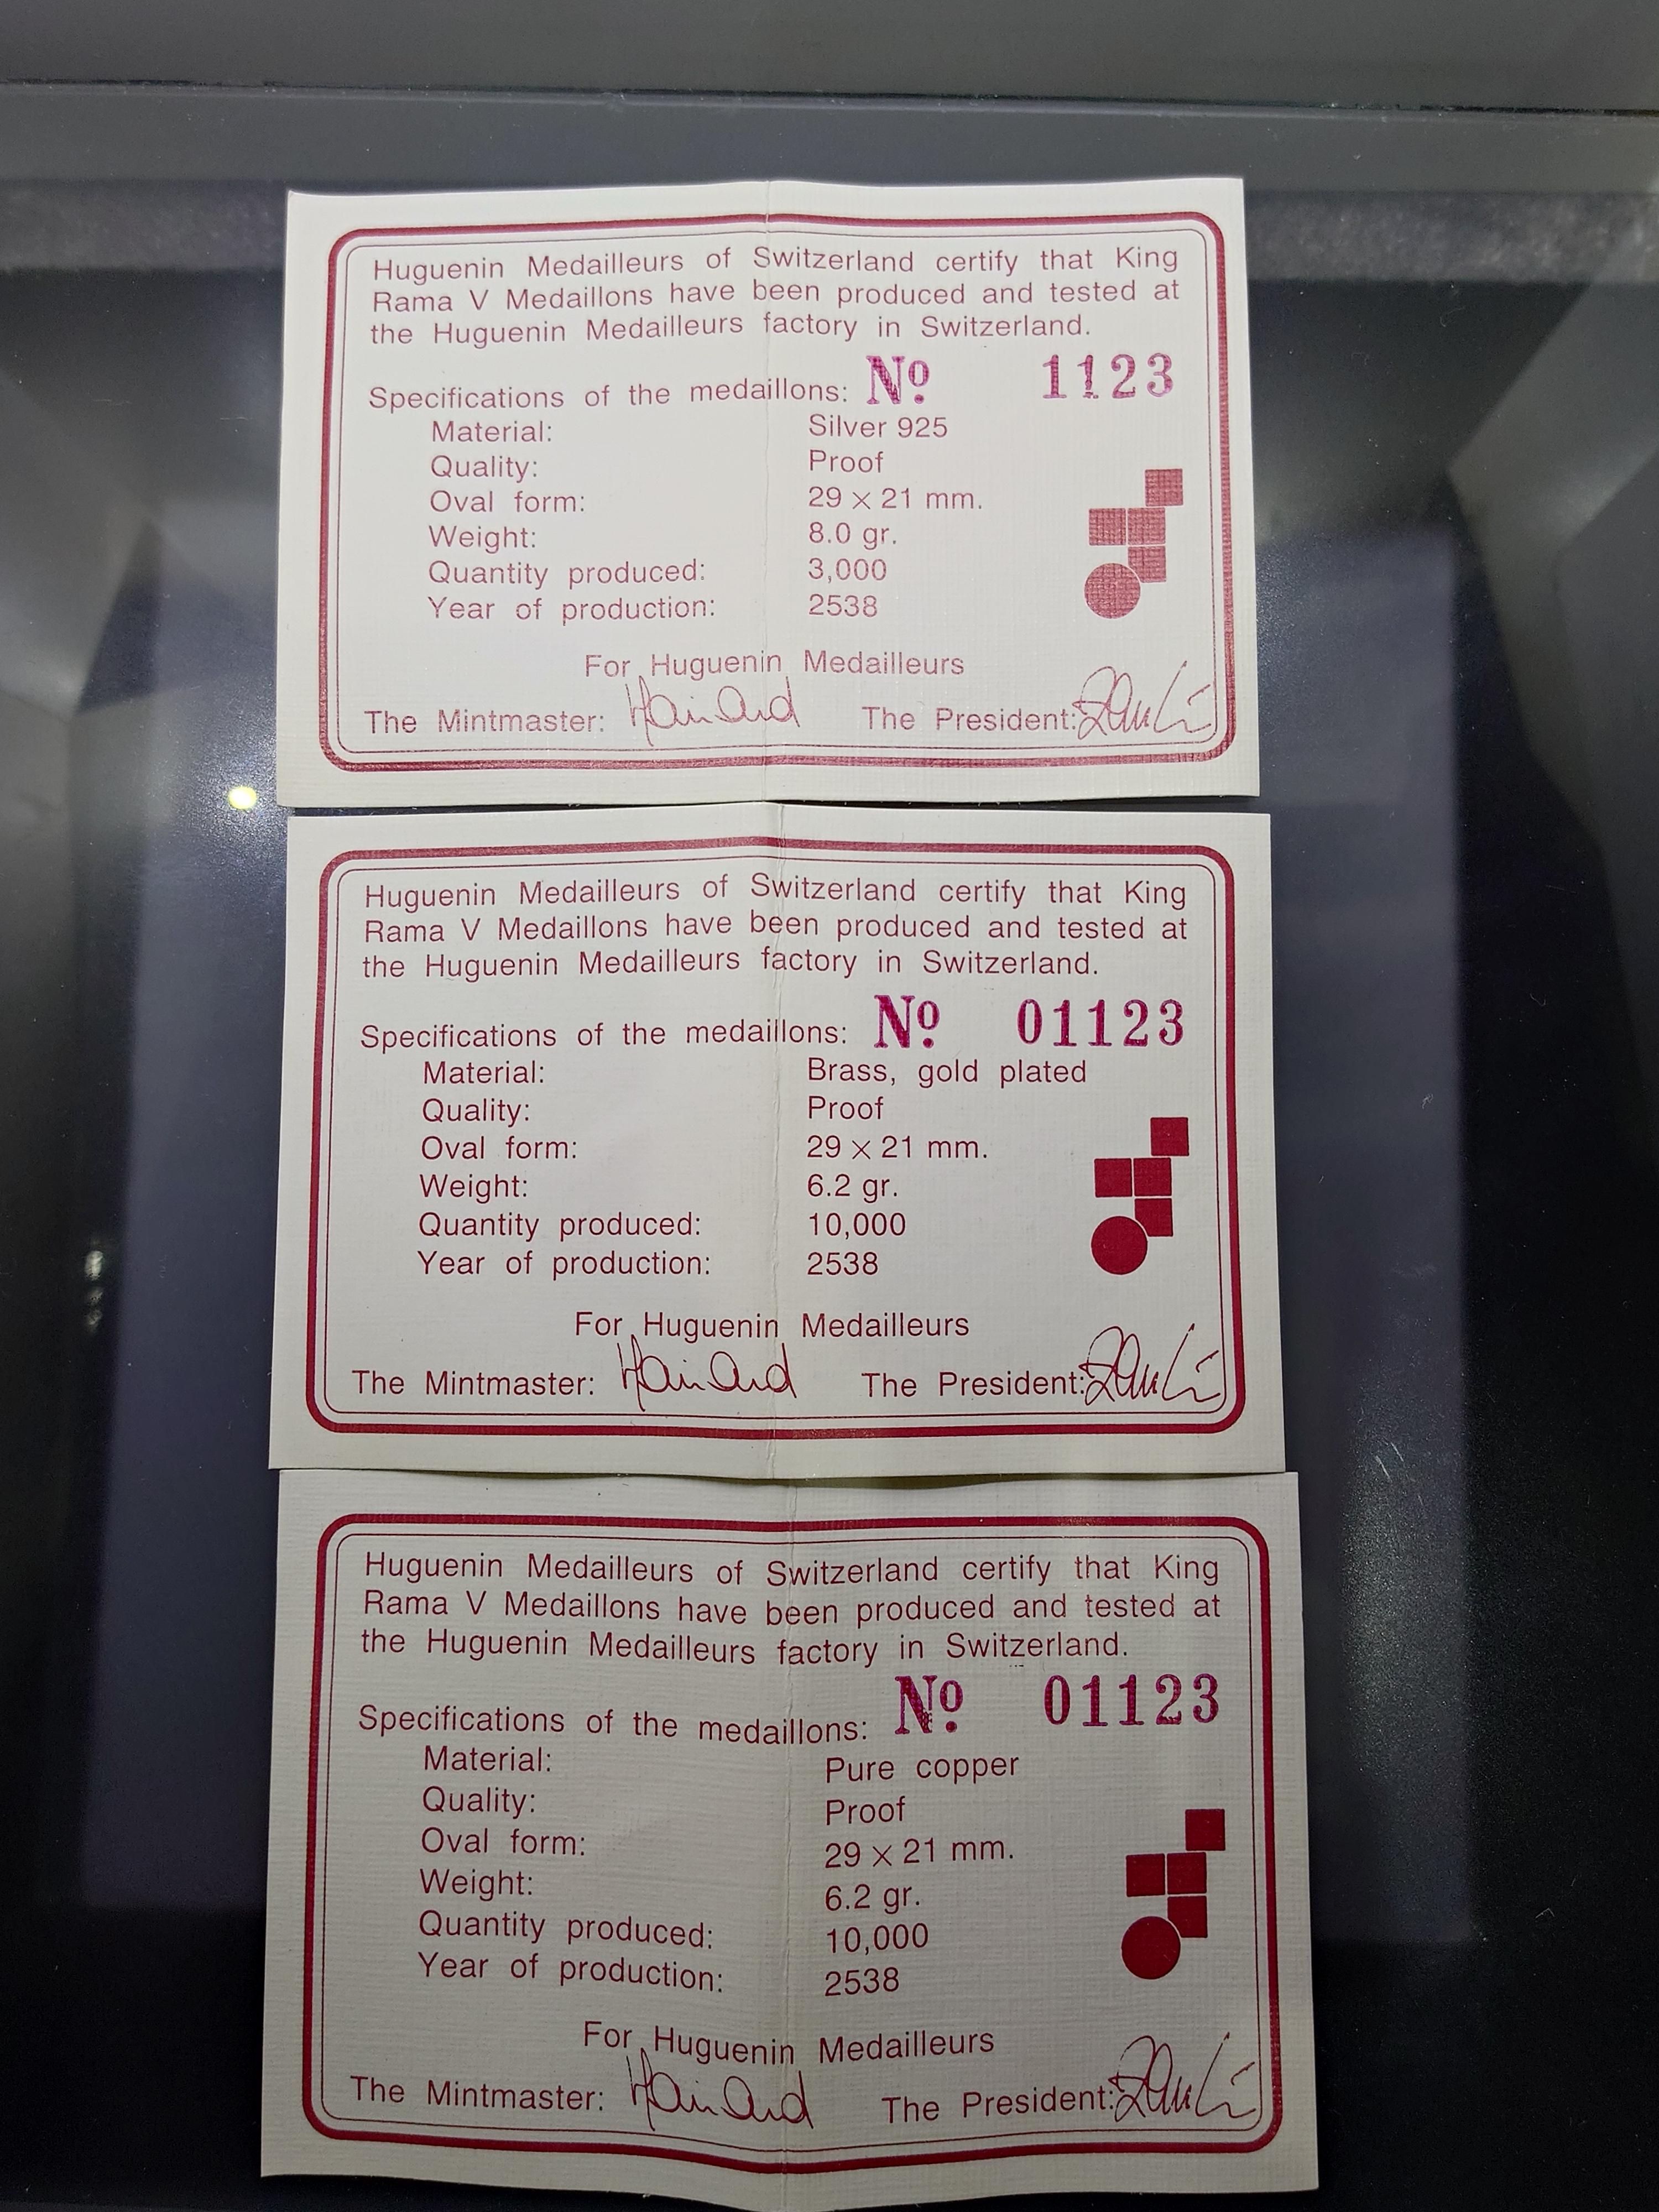 Huguenin Medailleurs of Switzerland certify that King
Rama V Medaillons have been produced and tested at
the Huguenin Medailleurs factory in Switzerland.
Specifications of the medaillons: Nº 1123
Material: Silver 925
Quality: Proof
Oval form: 29 × 21 mm.
Weight: 8.0 gr.
Quantity produced: 3,000
Year of production: 2538
For Huguenin Medailleurs
The Mintmaster: The President:
Huguenin Medailleurs of Switzerland certify that King
Rama V Medaillons have been produced and tested at
the Huguenin Medailleurs factory in Switzerland.
Specifications of the medaillons: Nº 01123
Material: Brass, gold plated
Quality: Proof
Oval form: 29 × 21 mm.
Weight: 6.2 gr.
Quantity produced: 10,000
Year of production: 2538
For Huguenin Medailleurs
The Mintmaster: The President:
Huguenin Medailleurs of Switzerland certify that King
Rama V Medaillons have been produced and tested at
the Huguenin Medailleurs factory in Switzerland.
Specifications of the medaillons: Nº 01123
Material: Pure copper
Quality: Proof
Oval form: 29 × 21 mm.
Weight: 6.2 gr.
Quantity produced: 10,000
Year of production: 2538
For Huguenin Medailleurs
The Mintmaster: The President: